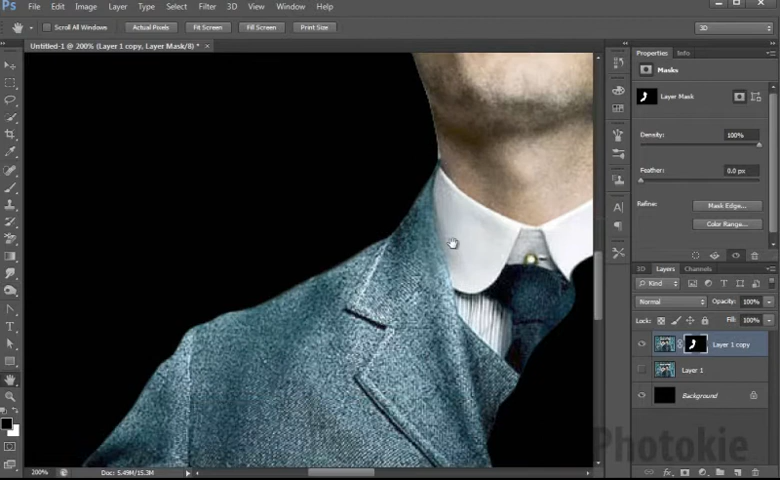 Ps File Edit Image Layer Type Select Filter 3D View Window Help
Scroll All Windows Actual Pixels Fit Screen Fill Screen Print Size 3D
Untitled-1 @ 200% (Layer 1 copy, Layer Mask/8) *
Properties Info
Masks
Layer Mask
Density: 100%
Feather: 0.0 px
Refine: Mask Edge...
Color Range...
3D Layers Channels
Kind
Normal Opacity: 100%
Lock: Fill: 100%
Layer 1 copy
Layer 1
Background
Photokie
200% Doc: 5.49M/15.3M